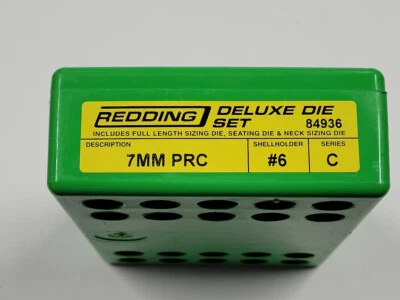 REDDING DELUXE DIE SET 84936
INCLUDES FULL LENGTH SIZING DIE, SEATING DIE & NECK SIZING DIE
DESCRIPTION SHELLHOLDER SERIES
7MM PRC #6 C